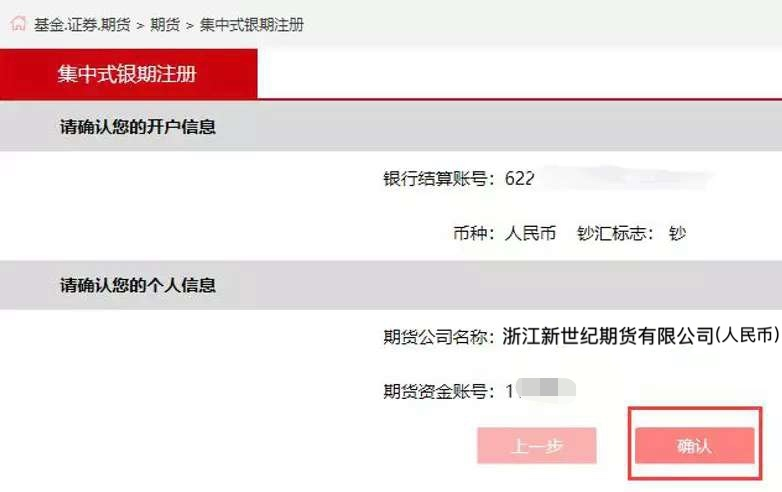 基金.证券.期货 > 期货 > 集中式银期注册
集中式银期注册
请确认您的开户信息
银行结算账号：622
币种：人民币 钞汇标志： 钞
请确认您的个人信息
期货公司名称：浙江新世纪期货有限公司(人民币)
期货资金账号：1
上一步 确认